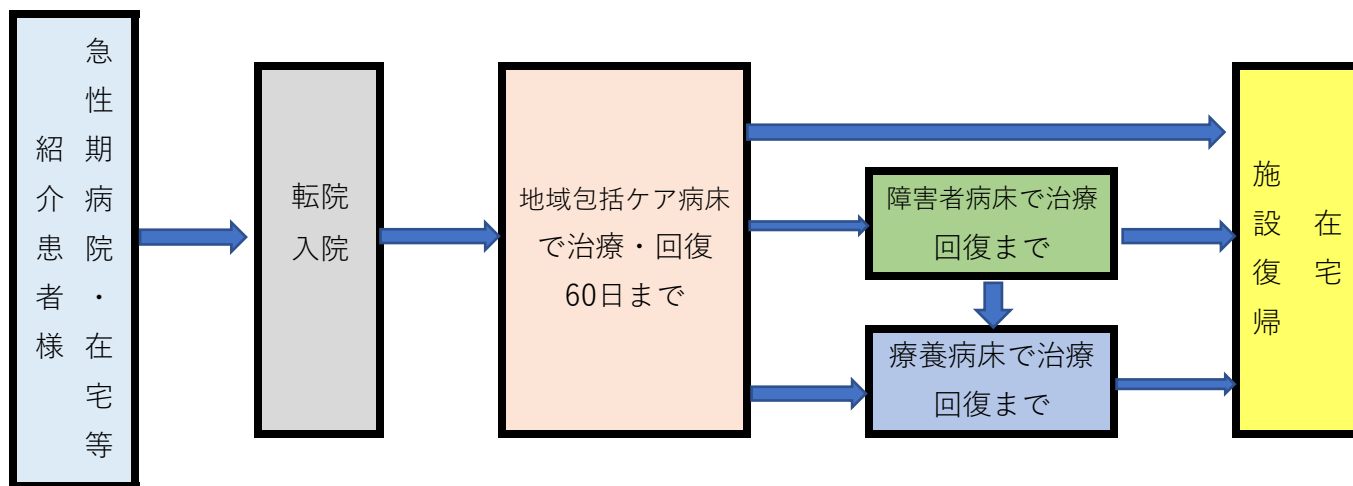 急性期病院・在宅等
紹介患者様
転院
入院
地域包括ケア病床
で治療・回復
60日まで
障害者病床で治療
回復まで
療養病床で治療
回復まで
在宅
施設復帰